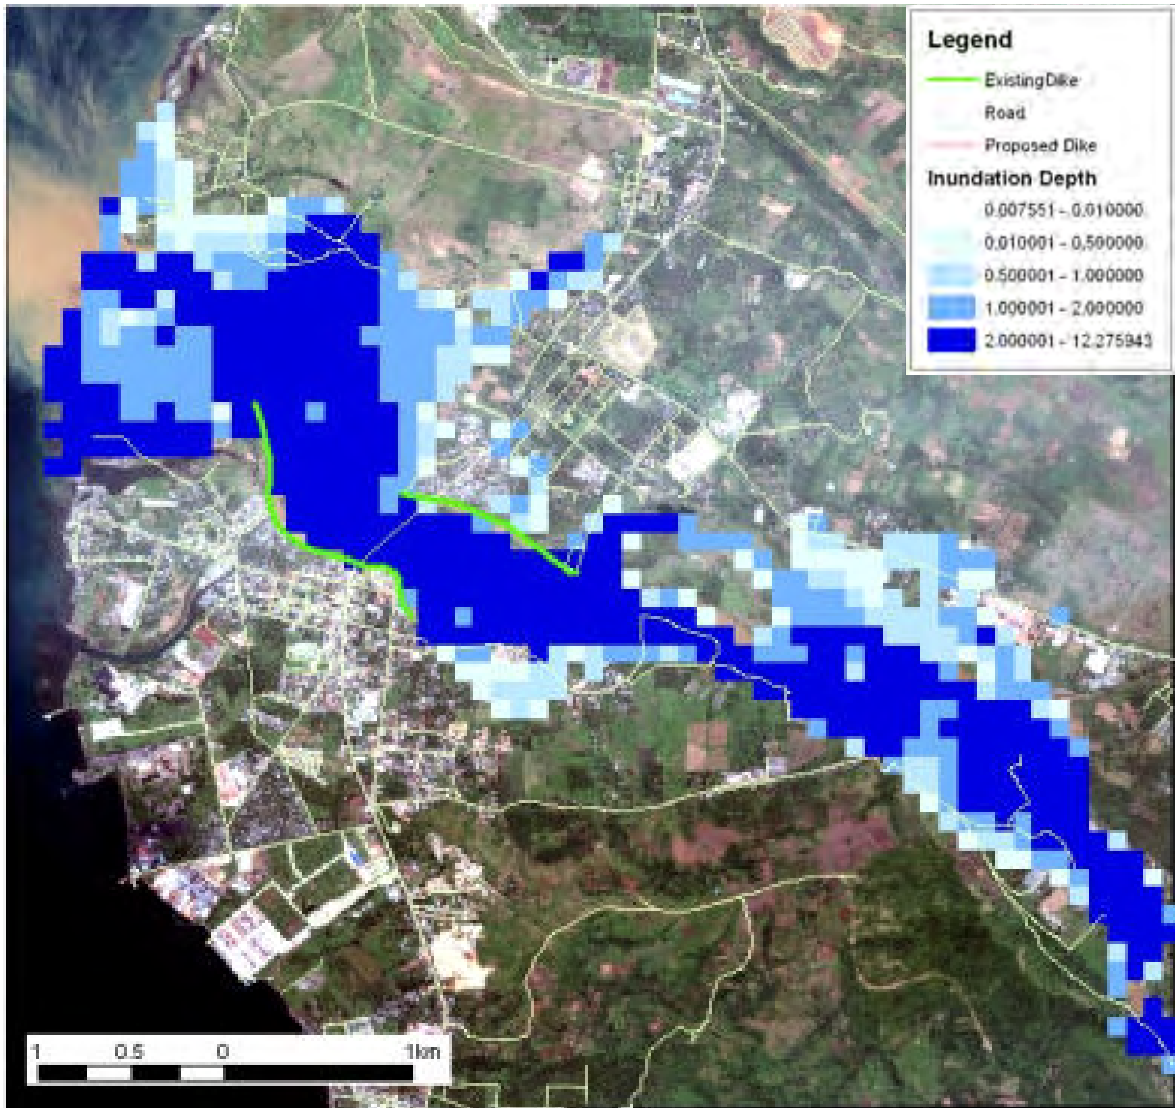 Legend
ExistingDike
Road
Proposed Dike
Inundation Depth
0.007551 - 0.010000
0.010001 - 0.500000
0.500001 - 1.000000
1.000001 - 2.000000
2.000001 - 12.275943
1 0.5 0 1km